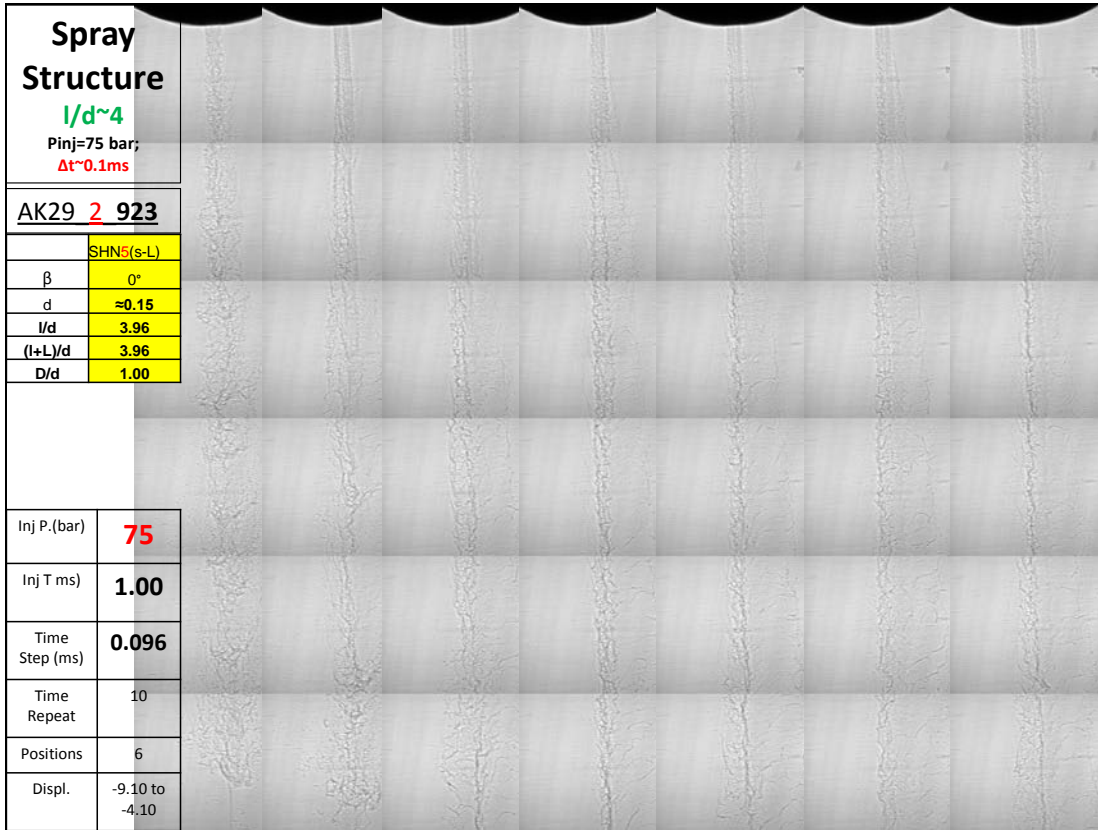 Spray
Structure
l/d~4
Pinj=75 bar;
Δt~0.1ms
AK29_2_923
SHN5(s-L)
β 0°
d ≈0.15
l/d 3.96
(l+L)/d 3.96
D/d 1.00
Inj P.(bar) 75
Inj T ms) 1.00
Time
Step (ms) 0.096
Time
Repeat 10
Positions 6
Displ. -9.10 to
-4.10